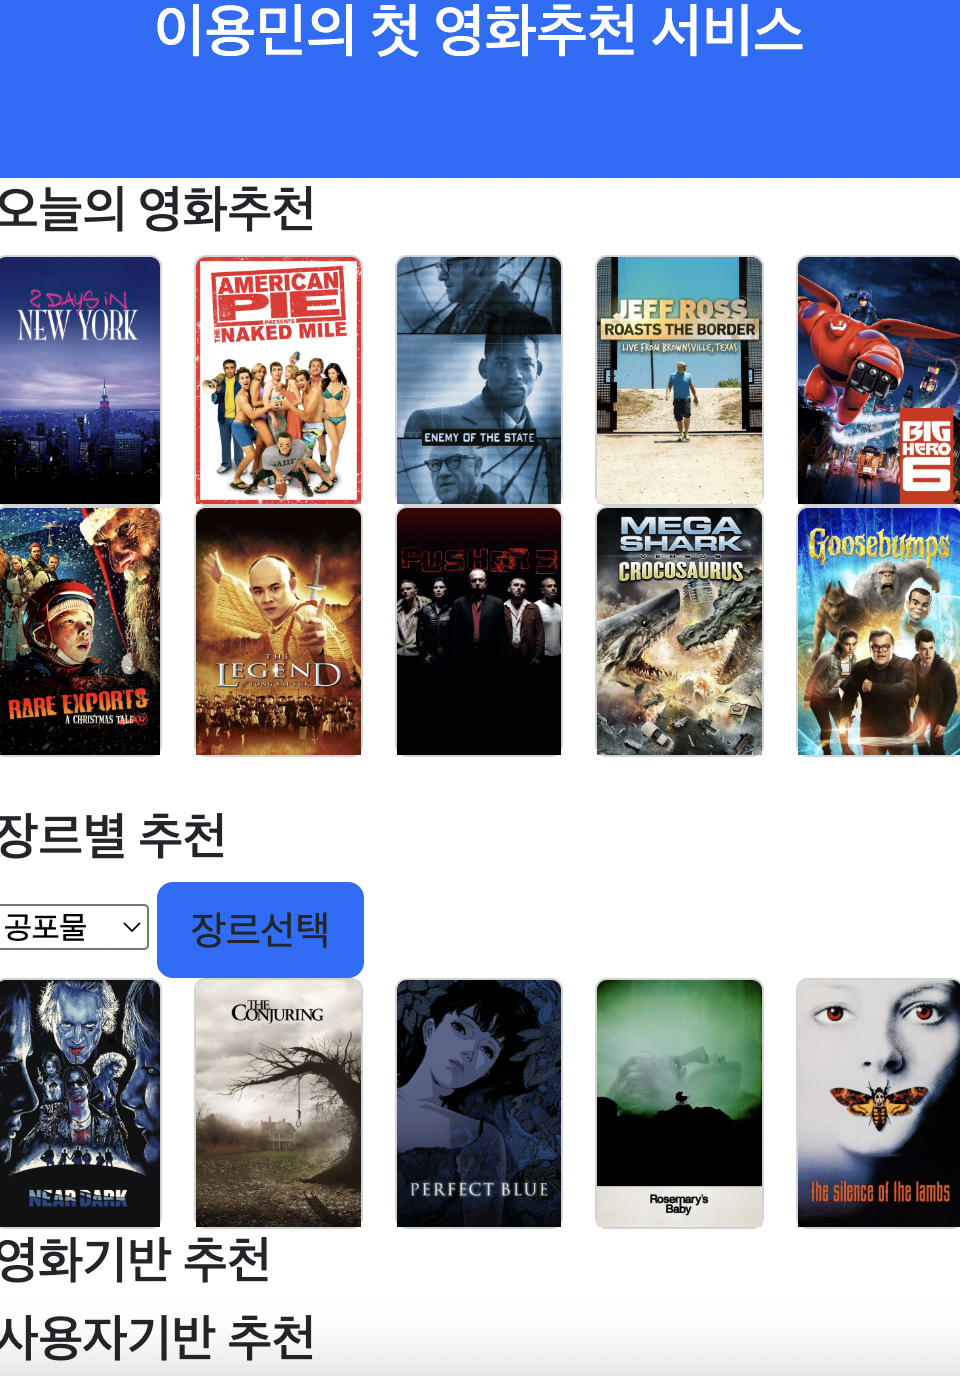 이용민의 첫 영화추천 서비스
오늘의 영화추천
2 DAYS iN
NEW YORK
AMERICAN
PIE
PRESENTS
THE NAKED MILE
ENEMY OF THE STATE
JEFF ROSS
ROASTS THE BORDER
LIVE FROM BROWNSVILLE, TEXAS
BIG
HERO
6
RARE EXPORTS
A CHRISTMAS TALE
THE
LEGEND
OF FONG SAI-YUK
PUSHER 3
MEGA
SHARK
VERSUS
CROCOSAURUS
Goosebumps
장르별 추천
공포물
장르선택
NEAR DARK
THE
CONJURING
PERFECT BLUE
Rosemary's
Baby
the silence of the lambs
영화기반 추천
사용자기반 추천